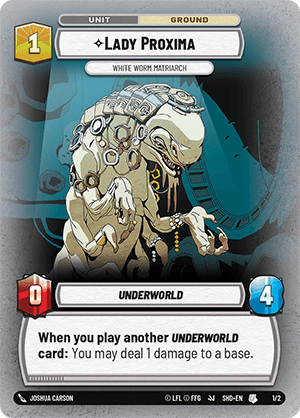 UNIT GROUND
1
✧LADY PROXIMA
WHITE WORM MATRIARCH
0
UNDERWORLD
4
When you play another UNDERWORLD
card: You may deal 1 damage to a base.
JOSHUA CARSON © LFL © FFG SHD•EN 1/2